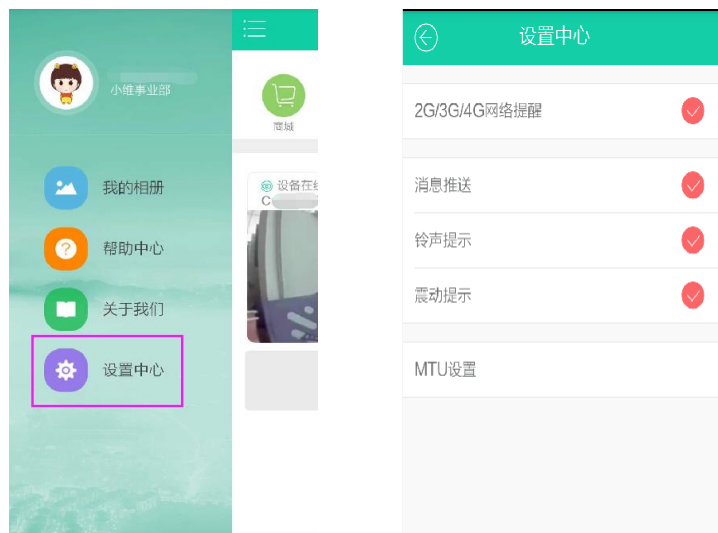 小维事业部
我的相册
帮助中心
关于我们
设置中心
商城
设备在线
C
设置中心
2G/3G/4G网络提醒
消息推送
铃声提示
震动提示
MTU设置